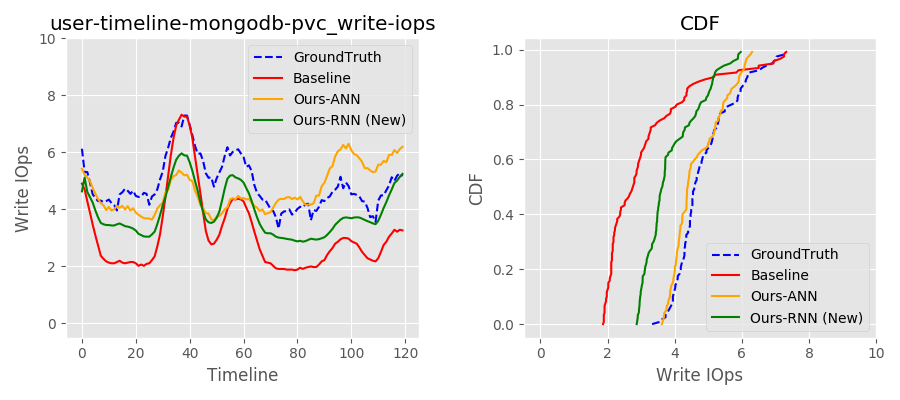 user-timeline-mongodb-pvc_write-iops
10
8
6
4
2
0
Write IOps
0
20
40
60
80
100
120
Timeline
GroundTruth
Baseline
Ours-ANN
Ours-RNN (New)
CDF
1.0
0.8
0.6
0.4
0.2
0.0
CDF
0
2
4
6
8
10
Write IOps
GroundTruth
Baseline
Ours-ANN
Ours-RNN (New)